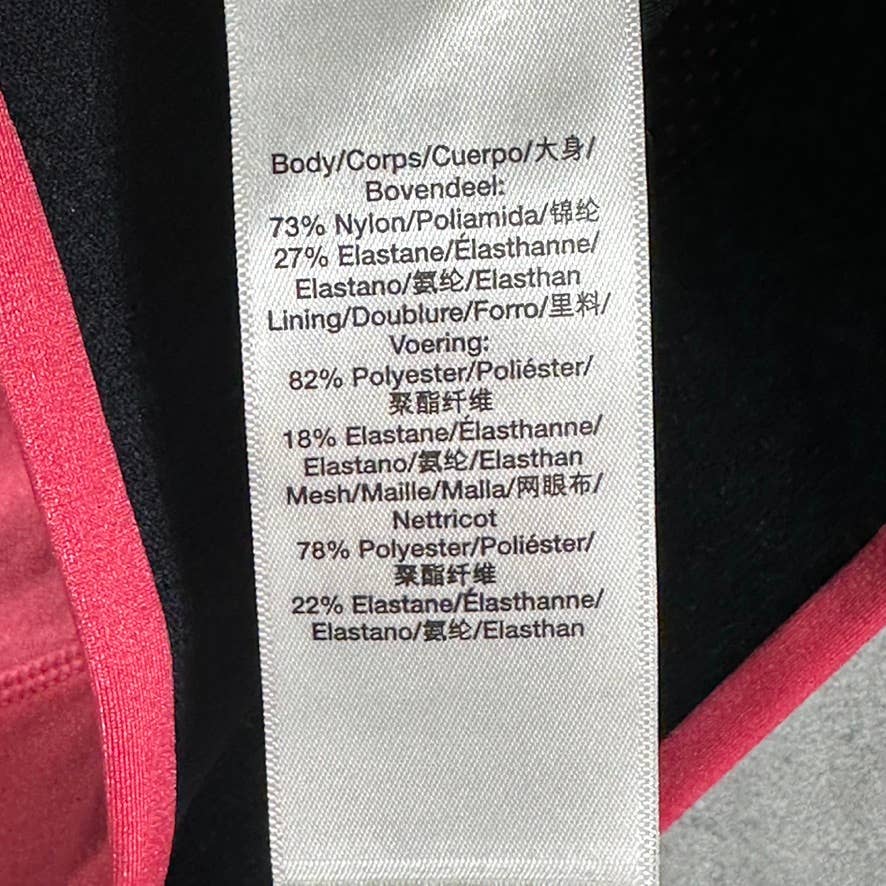 Body/Corps/Cuerpo/大身/
Bovendeel:
73% Nylon/Poliamida/锦纶
27% Elastane/Élasthanne/
Elastano/氨纶/Elasthan
Lining/Doublure/Forro/里料/
Voering:
82% Polyester/Poliéster/
聚酯纤维
18% Elastane/Élasthanne/
Elastano/氨纶/Elasthan
Mesh/Maille/Malla/网眼布/
Nettricot
78% Polyester/Poliéster/
聚酯纤维
22% Elastane/Élasthanne/
Elastano/氨纶/Elasthan